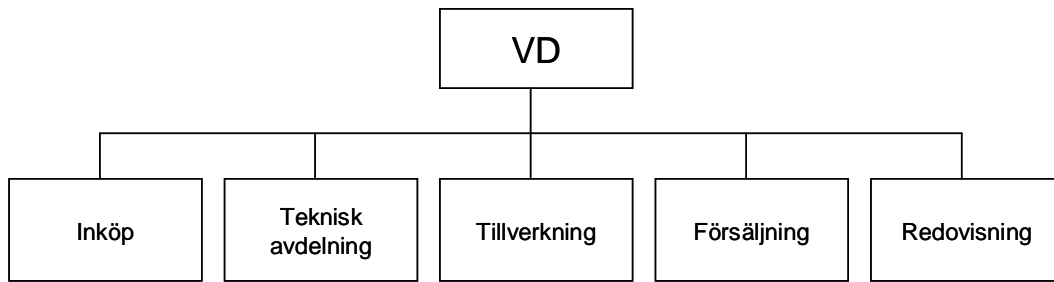 VD
Inköp
Teknisk
avdelning
Tillverkning
Försäljning
Redovisning